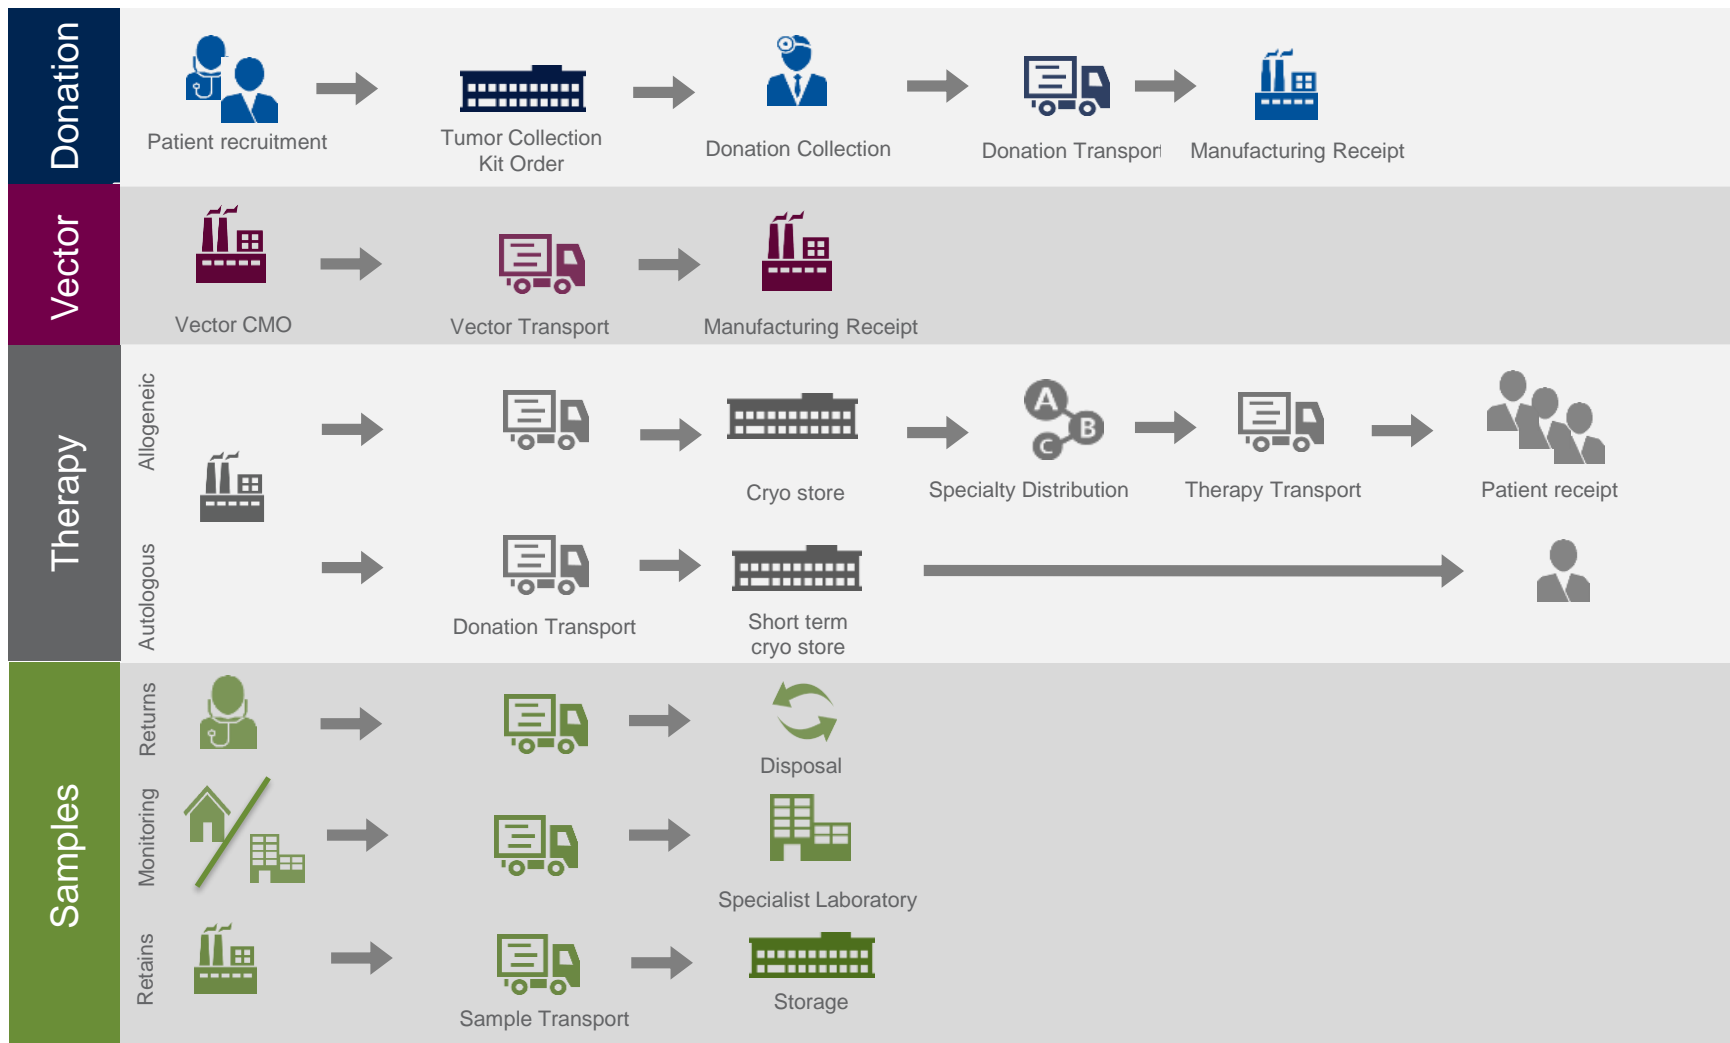 Donation
Patient recruitment
Tumor Collection
Kit Order
Donation Collection
Donation Transport
Manufacturing Receipt
Vector
Vector CMO
Vector Transport
Manufacturing Receipt
Therapy
Allogeneic
Cryo store
Specialty Distribution
Therapy Transport
Patient receipt
A
B
C
Autologous
Donation Transport
Short term
cryo store
Samples
Returns
Disposal
Monitoring
Specialist Laboratory
Retains
Sample Transport
Storage